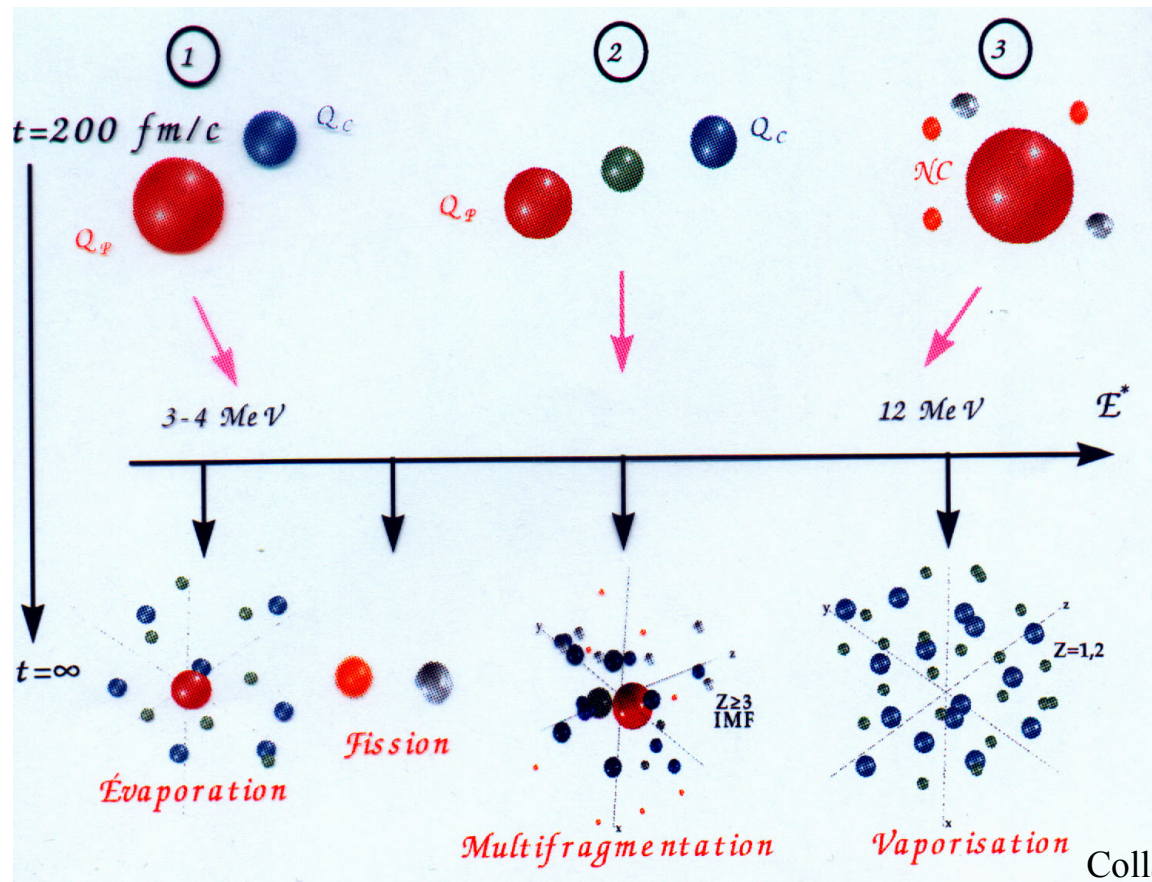 1
2
3
t=200 fm/c
Q_C
Q_P
Q_P
Q_C
NC
3-4 MeV
12 MeV
E*
t=∞
Évaporation
Fission
y
z
x
Z≥3
IMF
Multifragmentation
y
z
x
Z=1,2
Vaporisation
Coll